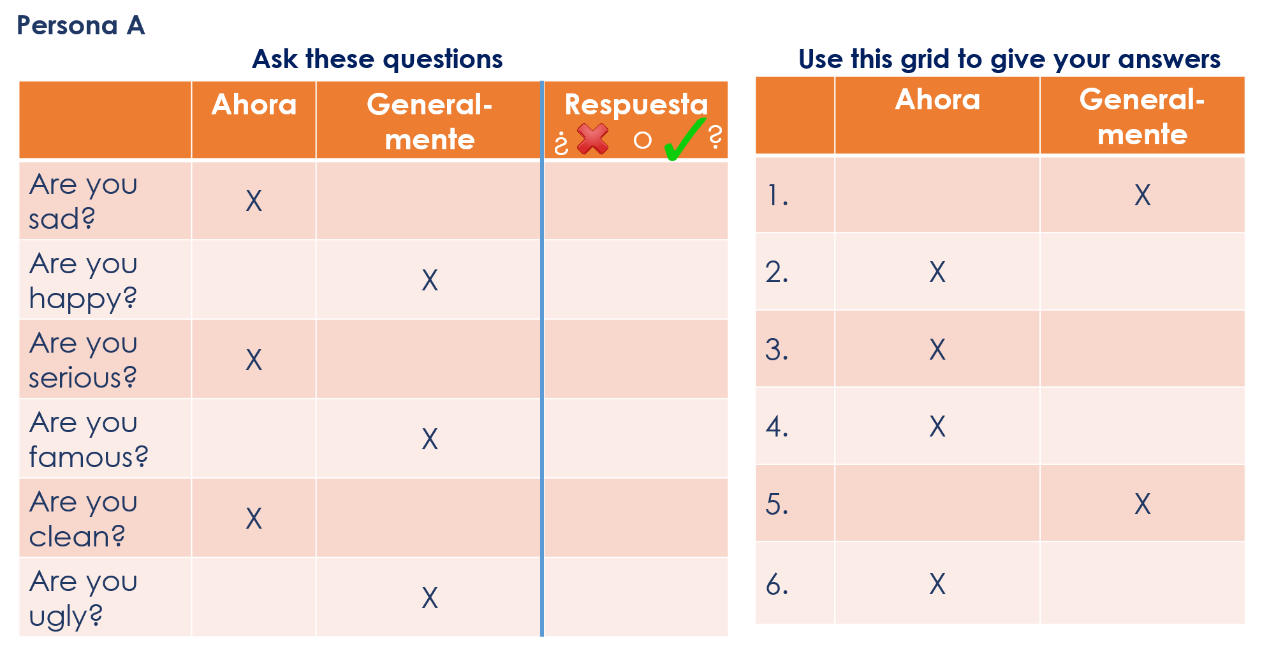 Persona A
Ask these questions
Ahora
General-
mente
Respuesta
¿ o ?
Are you
sad?
X
Are you
happy?
X
Are you
serious?
X
Are you
famous?
X
Are you
clean?
X
Are you
ugly?
X
Use this grid to give your answers
Ahora
General-
mente
1. X
2. X
3. X
4. X
5. X
6. X